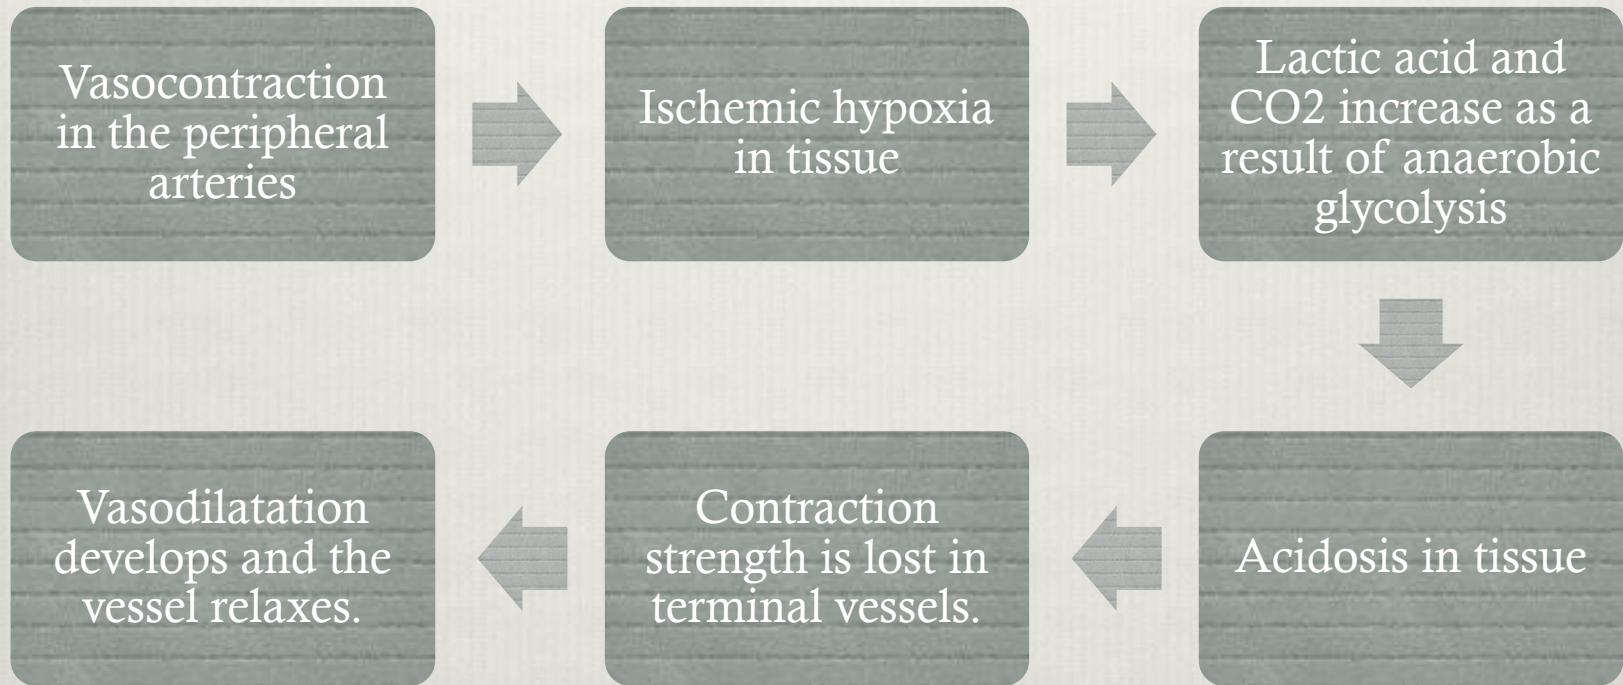 Vasocontraction
in the peripheral
arteries
Ischemic hypoxia
in tissue
Lactic acid and
CO2 increase as a
result of anaerobic
glycolysis
Acidosis in tissue
Contraction
strength is lost in
terminal vessels.
Vasodilatation
develops and the
vessel relaxes.